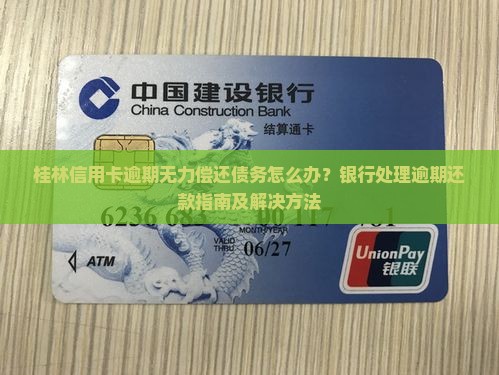 中国建设银行
China Construction Bank
结算通卡
桂林信用卡逾期无力偿还债务怎么办？银行处理逾期还
款指南及解决方法
6236 683
MONTH/YEAR
VALID
THRU 06/27
ATM
UnionPay
银联